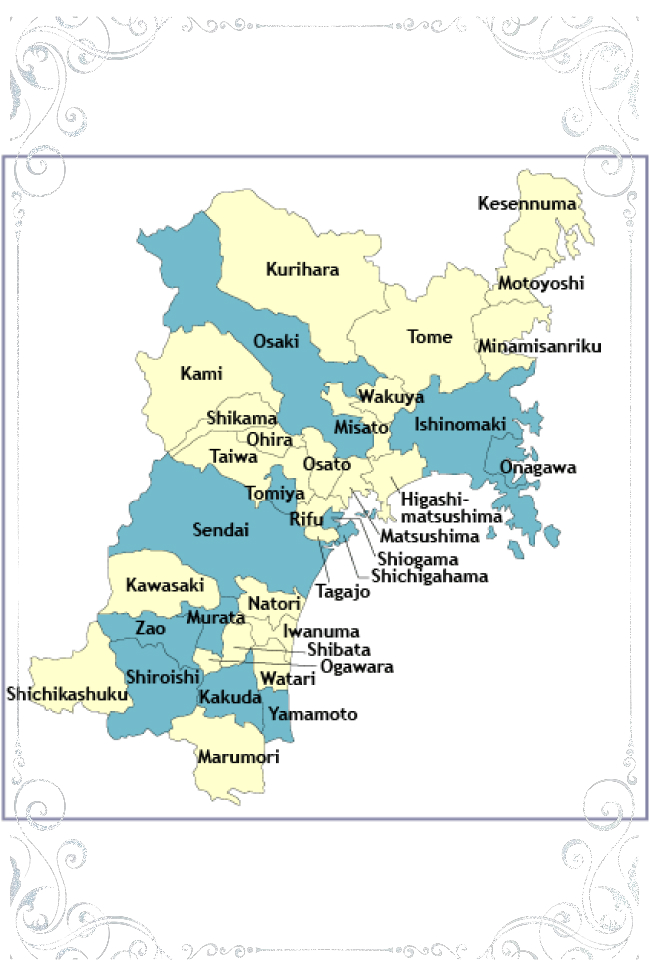 Kesennuma
Kurihara
Motoyoshi
Osaki
Tome
Minamisanriku
Kami
Wakuya
Shikama
Misato
Ishinomaki
Ohira
Taiwa
Osato
Onagawa
Tomiya
Higashi-
matsushima
Rifu
Sendai
Matsushima
Shiogama
Shichigahama
Kawasaki
Tagajo
Natori
Murata
Zao
Iwanuma
Shibata
Ogawara
Shiroishi
Watari
Shichikashuku
Kakuda
Yamamoto
Marumori